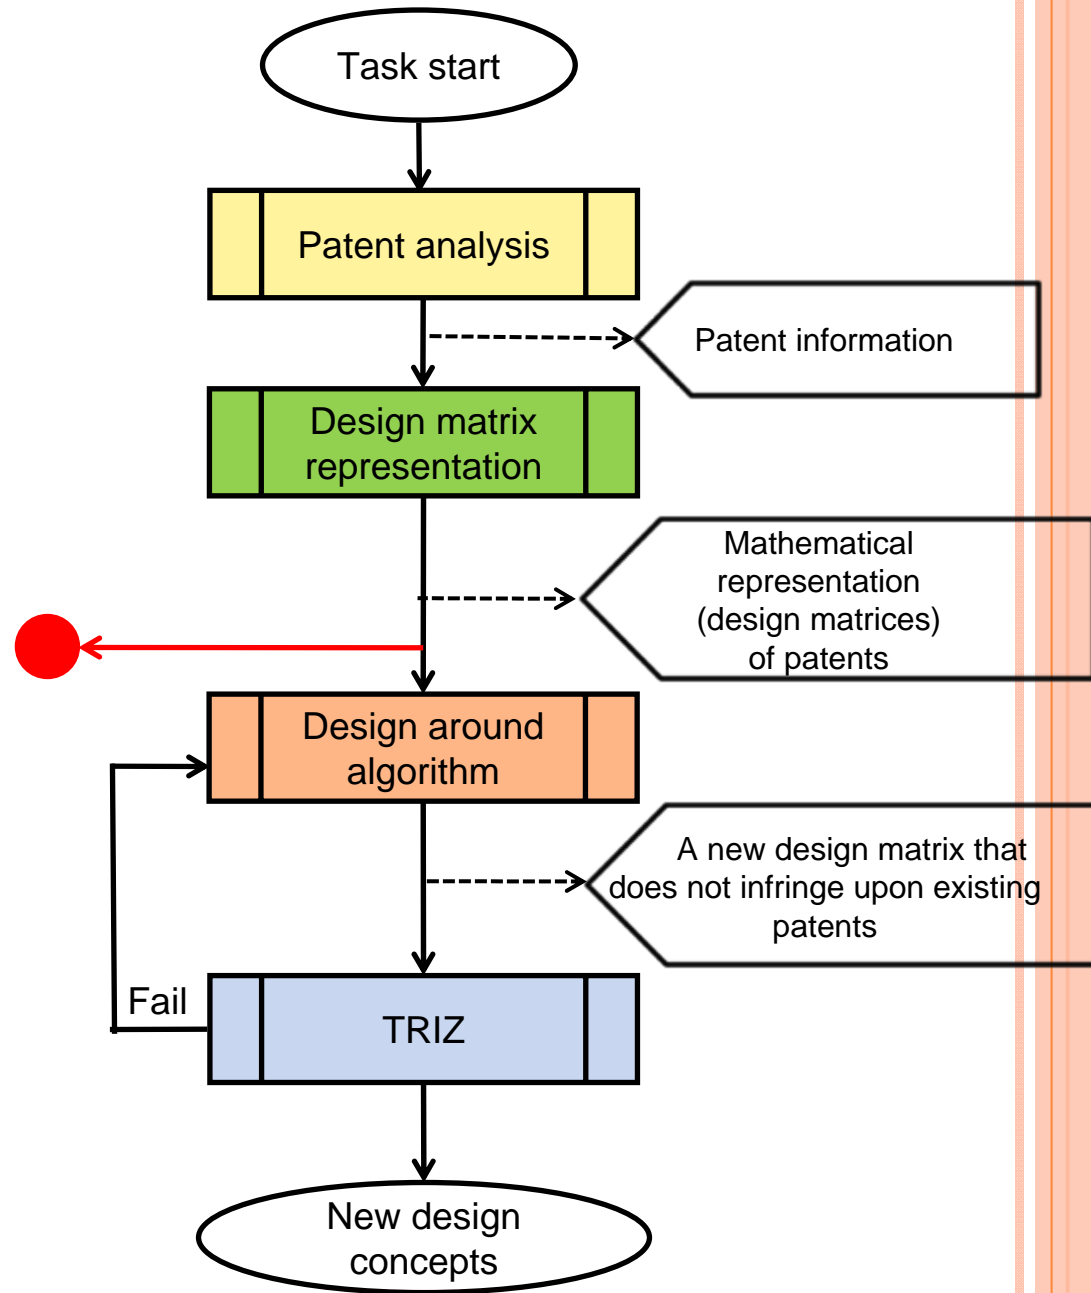 Task start
Patent analysis
Patent information
Design matrix
representation
Mathematical
representation
(design matrices)
of patents
Design around
algorithm
A new design matrix that
does not infringe upon existing
patents
Fail
TRIZ
New design
concepts